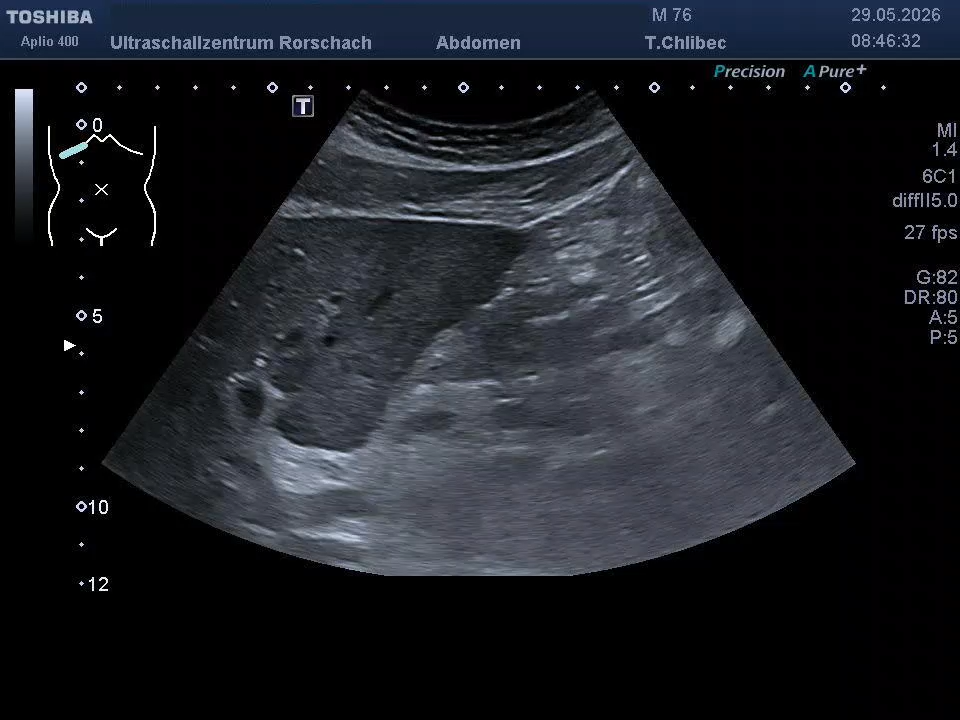 TOSHIBA
Aplio 400
Ultraschallzentrum Rorschach
Abdomen
M 76
T.Chlibec
29.05.2026
08:46:32
Precision A Pure+
T
0
5
10
12
MI
1.4
6C1
diffII5.0
27 fps
G:82
DR:80
A:5
P:5